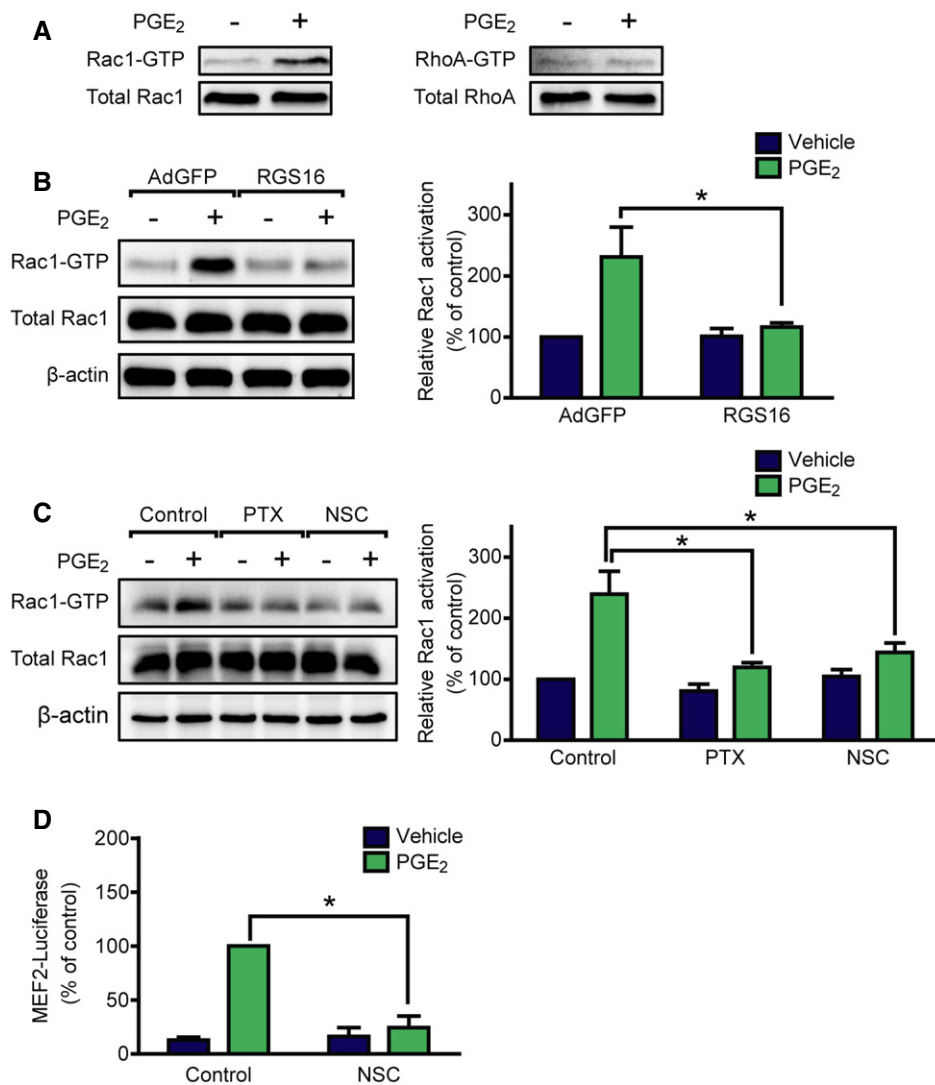 A
PGE₂ - +
Rac1-GTP
Total Rac1
PGE₂ - +
RhoA-GTP
Total RhoA
B
AdGFP RGS16
PGE₂ - + - +
Rac1-GTP
Total Rac1
β-actin
Vehicle
PGE₂
Relative Rac1 activation
(% of control)
300
200
100
0
*
AdGFP RGS16
C
Control PTX NSC
PGE₂ - + - + - +
Rac1-GTP
Total Rac1
β-actin
Vehicle
PGE₂
Relative Rac1 activation
(% of control)
300
200
100
0
*
*
Control PTX NSC
D
MEF2-Luciferase
(% of control)
200
150
100
50
0
Vehicle
PGE₂
*
Control NSC